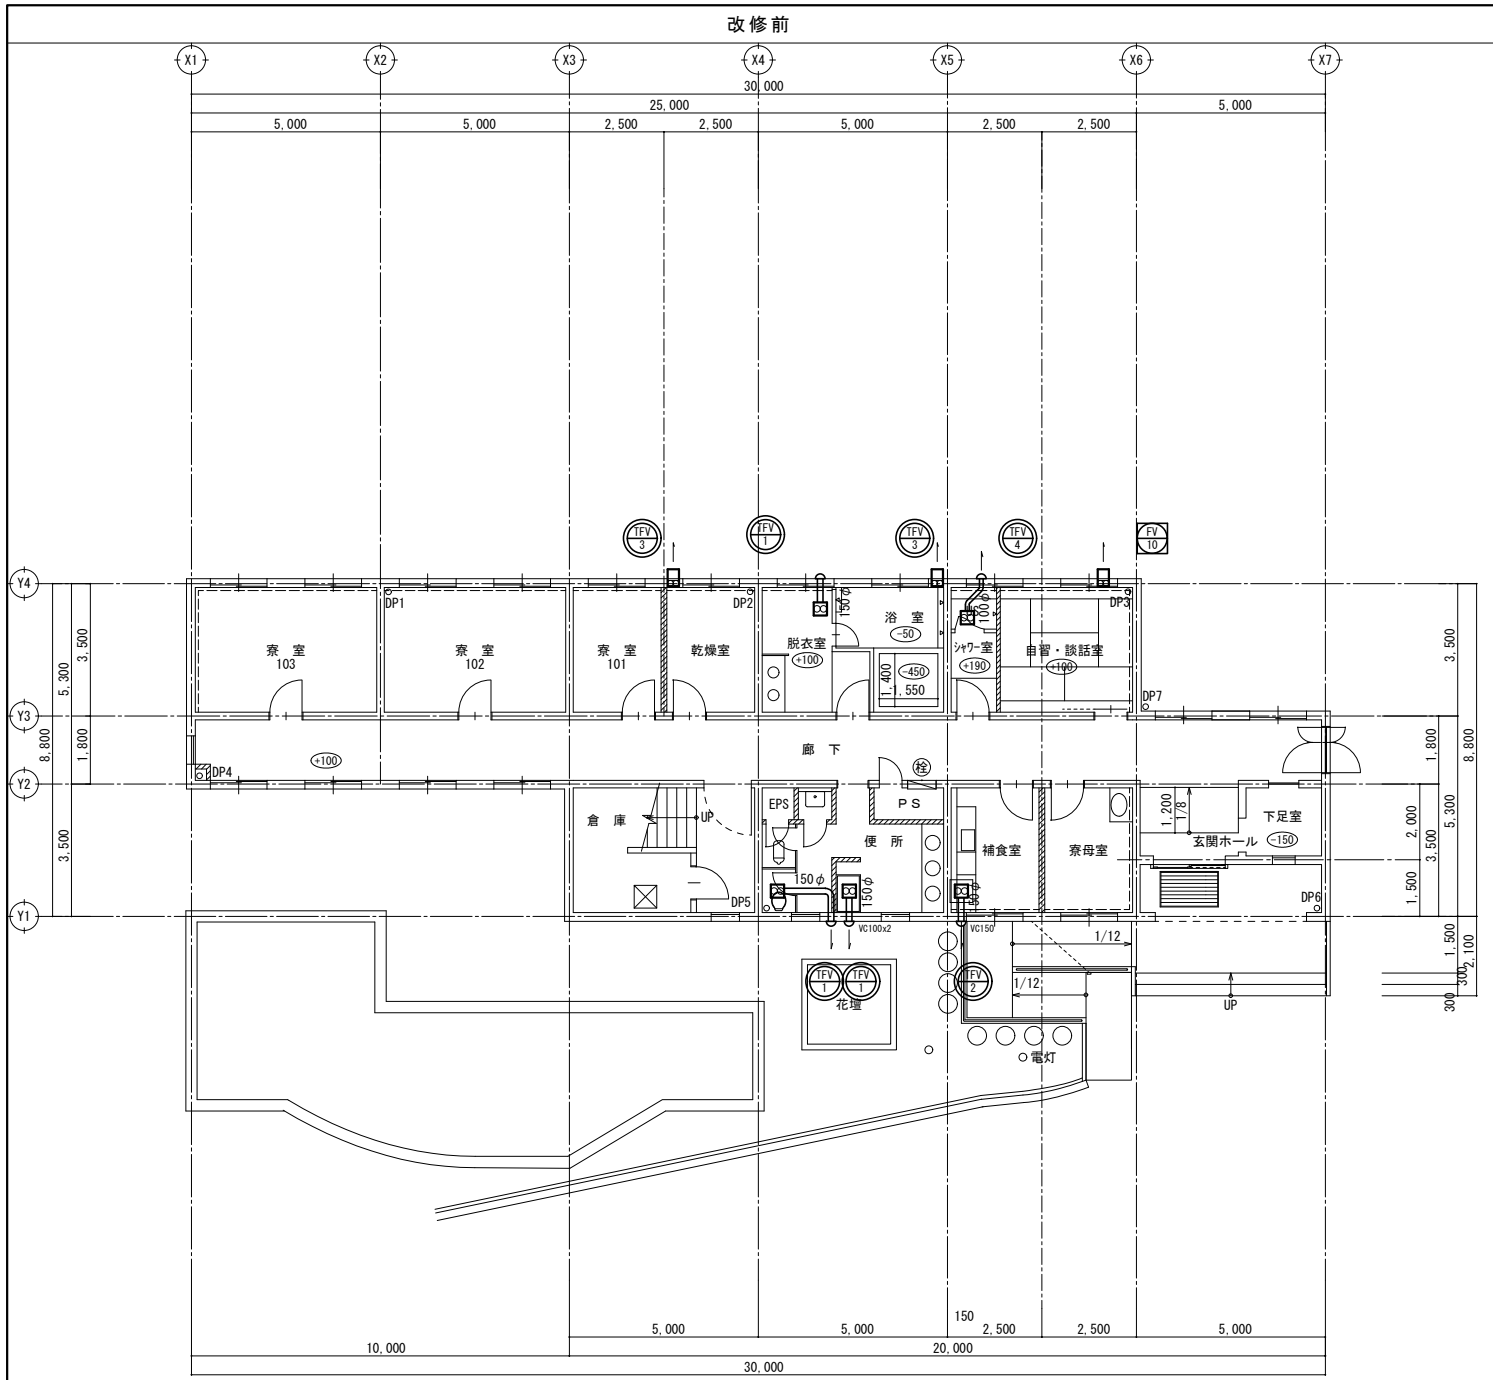 改修前
X1 X2 X3 X4 X5 X6 X7
30,000
25,000 5,000
5,000 5,000 2,500 2,500 5,000 2,500 2,500
TFV 3
TFV 1
TFV 3
TFV 4
FV 10
Y4
Y3
Y2
Y1
8,800
5,300
3,500
3,500
1,800
DP1
DP2
DP3
DP7
寮 室 103
寮 室 102
寮 室 101
乾燥室
脱衣室
+100
150φ
浴 室
-50
-450
1,400
1,550
100φ
シャワー室
+190
自習・談話室
+100
3,500
1,800
8,800
5,300
2,000
3,500
1,500
廊 下
+100
DP4
栓
倉 庫
UP
EPS
PS
便 所
150φ
150φ
DP5
補食室
寮母室
1,200
1/8
下足室
玄関ホール
-150
DP6
VC100x2
VC150
TFV 1
TFV 1
TFV 2
花壇
1/12
1/12
UP
1,500
2,100
300
300
電灯
150
5,000 5,000 2,500 2,500 5,000
10,000 20,000
30,000